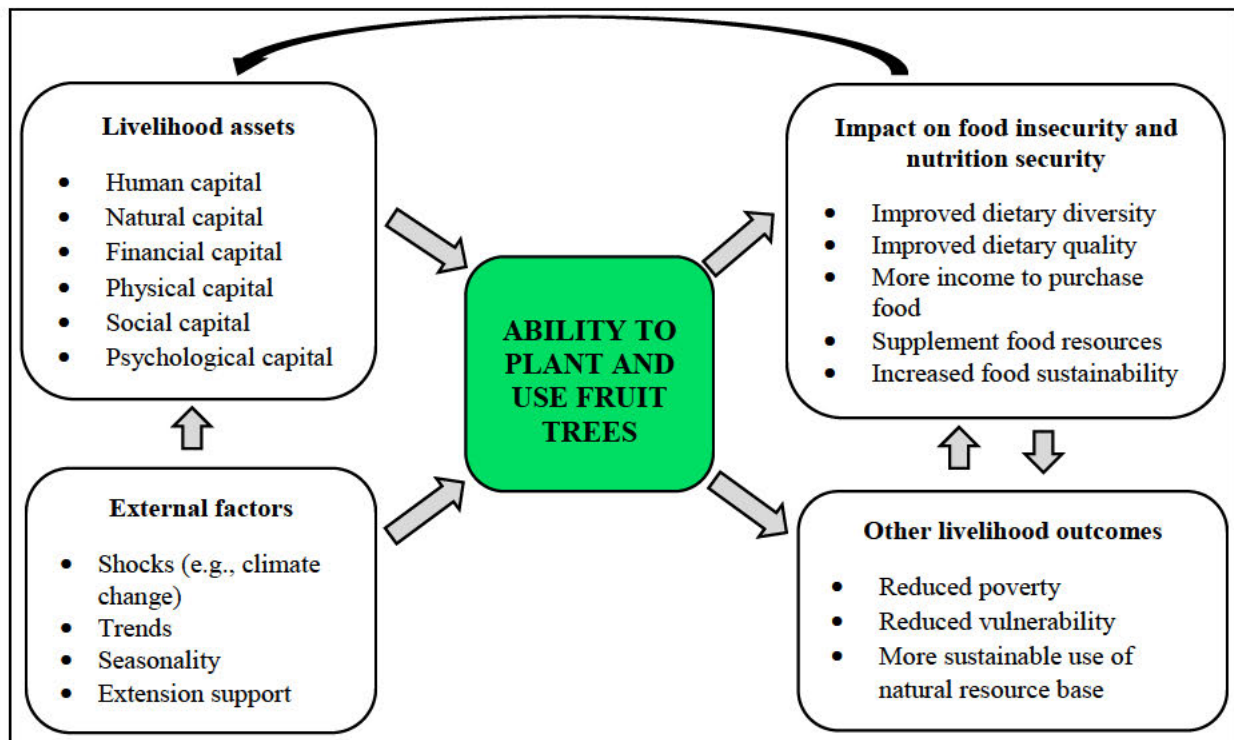 Livelihood assets
• Human capital
• Natural capital
• Financial capital
• Physical capital
• Social capital
• Psychological capital
External factors
• Shocks (e.g., climate
change)
• Trends
• Seasonality
• Extension support
ABILITY TO
PLANT AND
USE FRUIT
TREES
Impact on food insecurity and
nutrition security
• Improved dietary diversity
• Improved dietary quality
• More income to purchase
food
• Supplement food resources
• Increased food sustainability
Other livelihood outcomes
• Reduced poverty
• Reduced vulnerability
• More sustainable use of
natural resource base